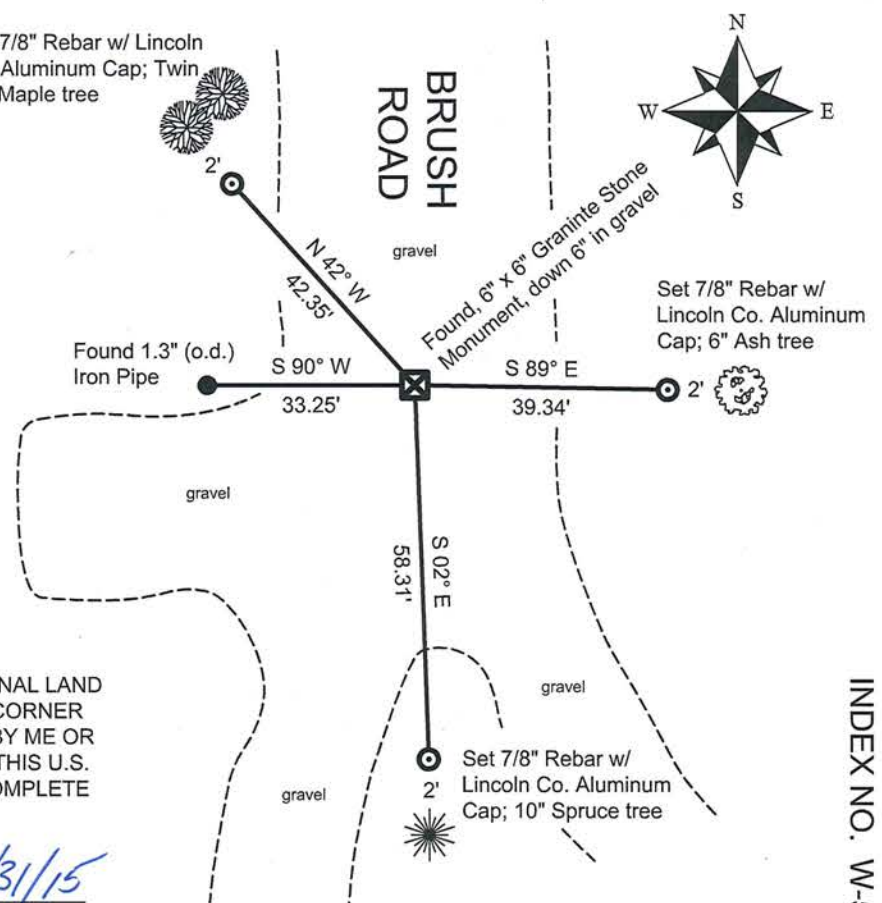 7/8" Rebar w/ Lincoln
Aluminum Cap; Twin
Maple tree
2'
BRUSH
ROAD
N
W
E
S
gravel
N 42° W
42.35'
Found, 6" x 6" Graninte Stone
Monument, down 6" in gravel
Set 7/8" Rebar w/
Lincoln Co. Aluminum
Cap; 6" Ash tree
Found 1.3" (o.d.)
Iron Pipe
S 90° W
33.25'
S 89° E
39.34'
2'
gravel
S 02° E
58.31'
NAL LAND
CORNER
BY ME OR
THIS U.S.
OMPLETE
gravel
gravel
Set 7/8" Rebar w/
Lincoln Co. Aluminum
Cap; 10" Spruce tree
2'
31/15
INDEX NO. W-